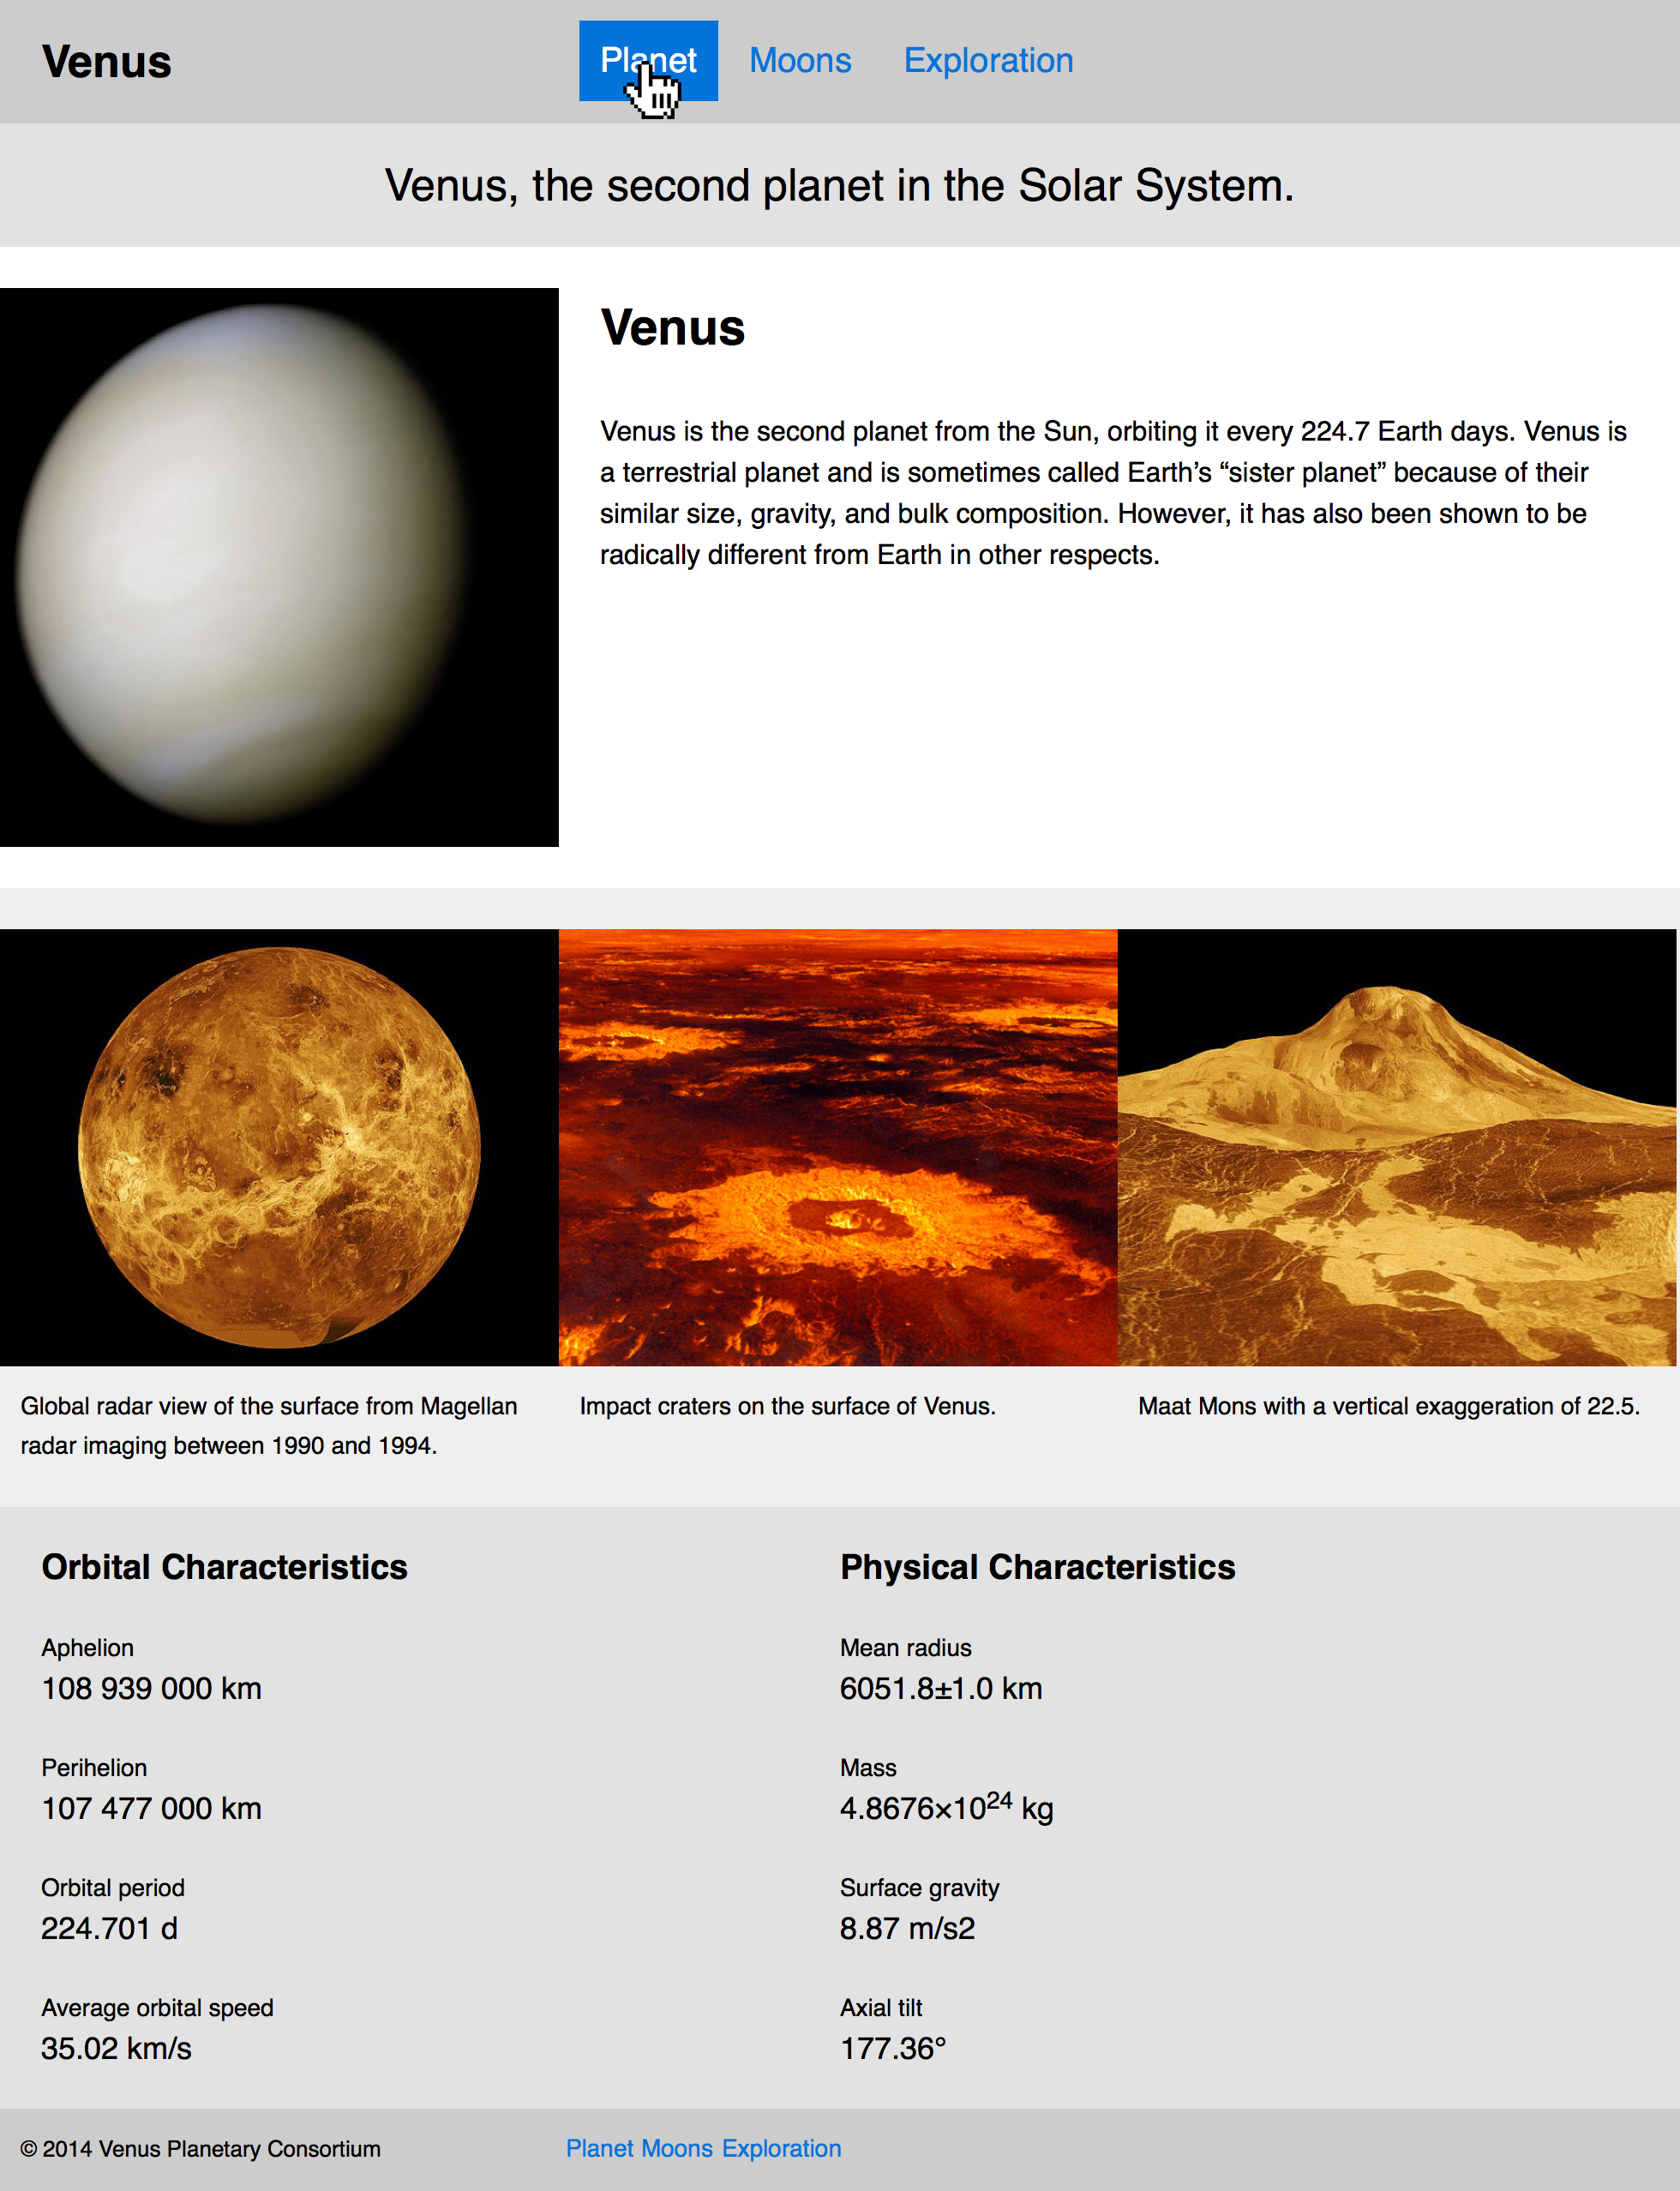 Venus
Planet Moons Exploration
Venus, the second planet in the Solar System.
Venus
Venus is the second planet from the Sun, orbiting it every 224.7 Earth days. Venus is
a terrestrial planet and is sometimes called Earth’s “sister planet” because of their
similar size, gravity, and bulk composition. However, it has also been shown to be
radically different from Earth in other respects.
Global radar view of the surface from Magellan
radar imaging between 1990 and 1994.
Impact craters on the surface of Venus.
Maat Mons with a vertical exaggeration of 22.5.
Orbital Characteristics
Aphelion
108 939 000 km
Perihelion
107 477 000 km
Orbital period
224.701 d
Average orbital speed
35.02 km/s
Physical Characteristics
Mean radius
6051.8±1.0 km
Mass
4.8676×10²⁴ kg
Surface gravity
8.87 m/s2
Axial tilt
177.36°
© 2014 Venus Planetary Consortium
Planet Moons Exploration